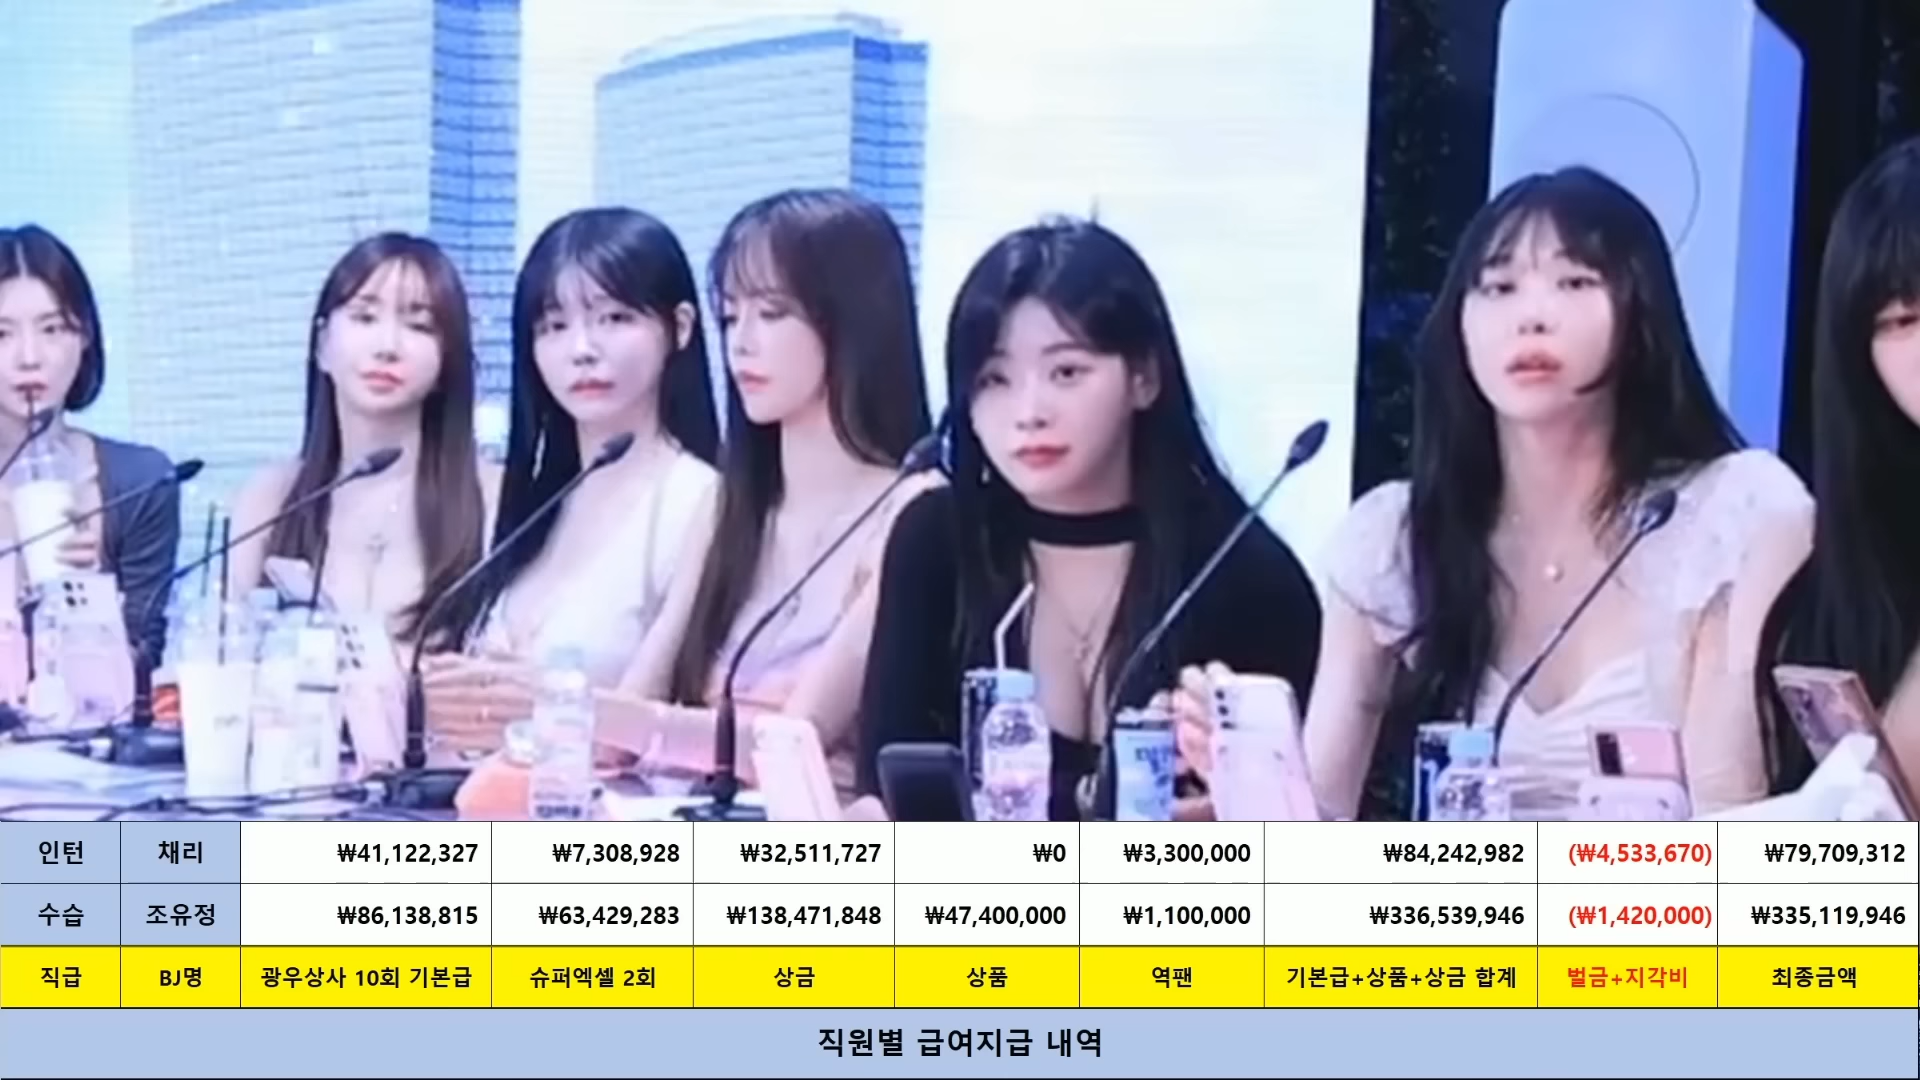 인턴 채리 ₩41,122,327 ₩7,308,928 ₩32,511,727 ₩0 ₩3,300,000 ₩84,242,982 (₩4,533,670) ₩79,709,312
수습 조유정 ₩86,138,815 ₩63,429,283 ₩138,471,848 ₩47,400,000 ₩1,100,000 ₩336,539,946 (₩1,420,000) ₩335,119,946
직급 BJ명 광우상사 10회 기본급 슈퍼엑셀 2회 상금 상품 역팬 기본급+상품+상금 합계 벌금+지각비 최종금액
직원별 급여지급 내역